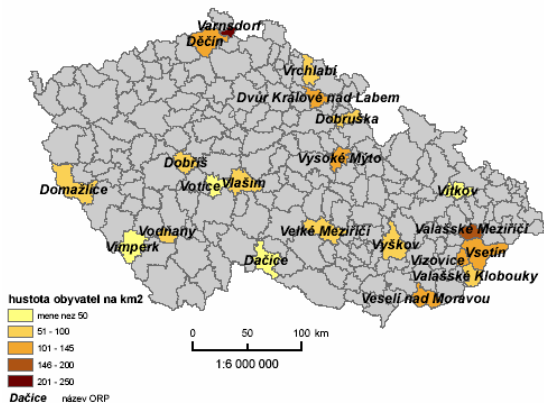 Varnsdorf
Děčín
Vrchlabí
Dvůr Králové nad Labem
Dobruška
Dobříš
Vysoké Mýto
Domažlice
Votice
Vlašim
Vítkov
Vodňany
Velké Meziříčí
Valašské Meziříčí
Vimperk
Vyškov
Vsetín
Dačice
Vizovice
Valašské Klobouky
Veselí nad Moravou
hustota obyvatel na km2
mene nez 50
51 - 100
101 - 145
146 - 200
201 - 250
Dačice název ORP
0 50 100 km
1:6 000 000